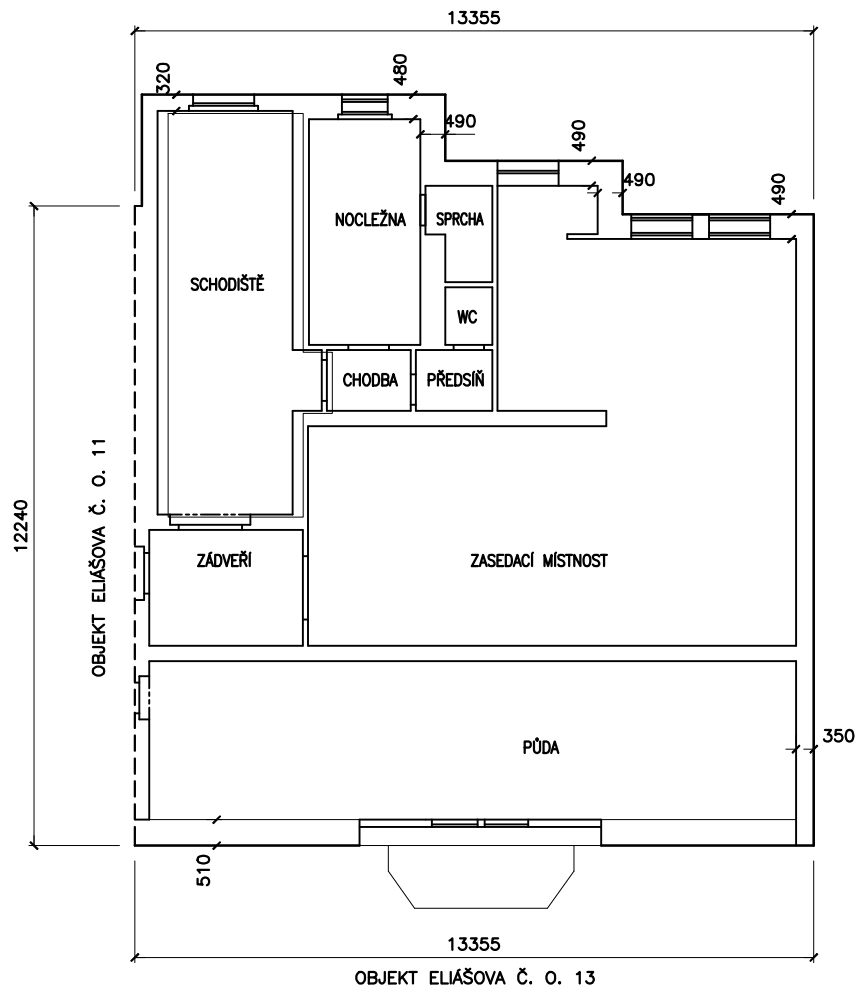 13355
320
480
490
490
490
490
NOCLEŽNA
SPRCHA
SCHODIŠTĚ
WC
CHODBA
PŘEDSÍŇ
12240
OBJEKT ELIÁŠOVA Č. O. 11
ZÁDVEŘÍ
ZASEDACÍ MÍSTNOST
PŮDA
350
510
13355
OBJEKT ELIÁŠOVA Č. O. 13